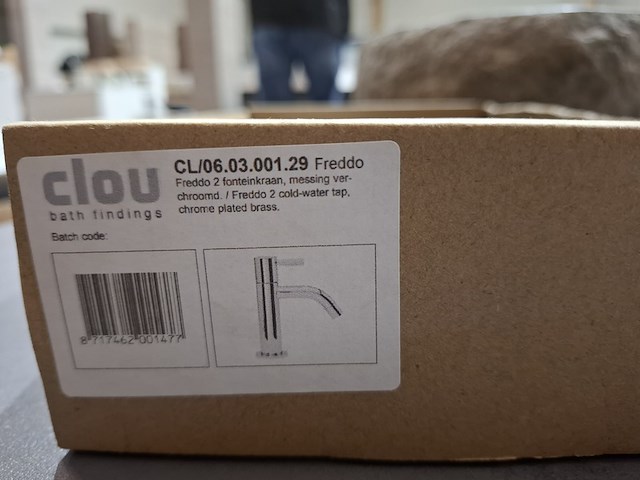 clou
bath findings
CL/06.03.001.29 Freddo
Freddo 2 fonteinkraan, messing ver-
chroomd. / Freddo 2 cold-water tap,
chrome plated brass.
Batch code:
8 717462 001477